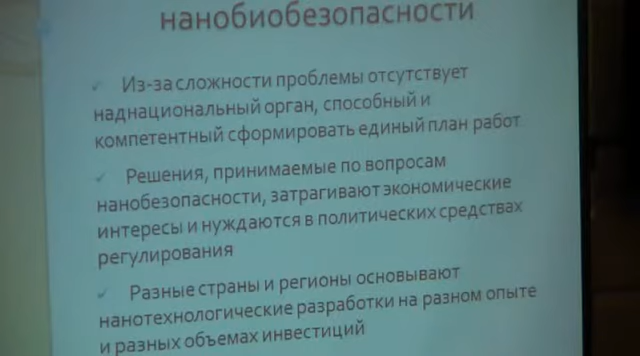 нанобиобезопасности
✓ Из-за сложности проблемы отсутствует
наднациональный орган, способный и
компетентный сформировать единый план работ
✓ Решения, принимаемые по вопросам
нанобезопасности, затрагивают экономические
интересы и нуждаются в политических средствах
регулирования
✓ Разные страны и регионы основывают
нанотехнологические разработки на разном опыте
и разных объемах инвестиций